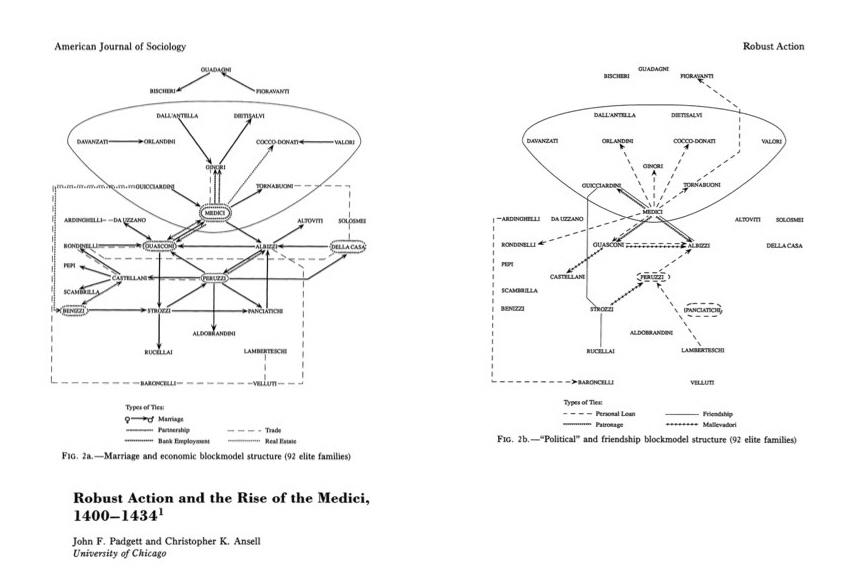 American Journal of Sociology
GUADAGNI
BISCHERI
FIORAVANTI
DALL'ANTELLA
DIETISALVI
DAVANZATI
ORLANDINI
COCCO-DONATI
VALORI
GINORI
GUICCIARDINI
TORNABUONI
MEDICI
ARDINGHELLI
DA UZZANO
ALTOVITI
SOLOSMEI
RONDINELLI
GUASCONI
ALBIZZI
DELLA CASA
PEPI
CASTELLANI
PERUZZI
SCAMBRILLA
BENIZZI
STROZZI
PANCIATICHI
ALDOBRANDINI
RUCELLAI
LAMBERTESCHI
BARONCELLI
VELLUTI
Types of Ties:
Marriage
Partnership
Trade
Bank Employment
Real Estate
FIG. 2a.—Marriage and economic blockmodel structure (92 elite families)
Robust Action and the Rise of the Medici,
1400–1434¹
John F. Padgett and Christopher K. Ansell
University of Chicago
Robust Action
GUADAGNI
BISCHERI
FIORAVANTI
DALL'ANTELLA
DIETISALVI
DAVANZATI
ORLANDINI
COCCO-DONATI
VALORI
GINORI
GUICCIARDINI
TORNABUONI
MEDICI
ARDINGHELLI
DA UZZANO
ALTOVITI
SOLOSMEI
RONDINELLI
GUASCONI
ALBIZZI
DELLA CASA
PEPI
CASTELLANI
PERUZZI
SCAMBRILLA
BENIZZI
STROZZI
PANCIATICHI
ALDOBRANDINI
RUCELLAI
LAMBERTESCHI
BARONCELLI
VELLUTI
Types of Ties:
Personal Loan
Friendship
Patronage
Mallevadori
FIG. 2b.—"Political" and friendship blockmodel structure (92 elite families)